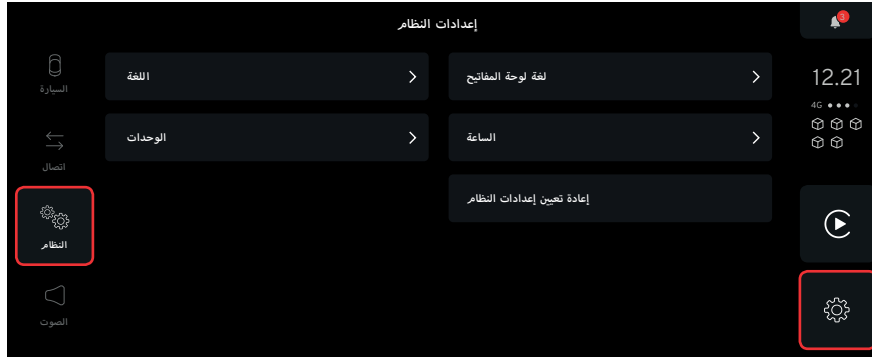 إعدادات النظام
3
السيارة
اتصال
النظام
الصوت
اللغة
لغة لوحة المفاتيح
الوحدات
الساعة
إعادة تعيين إعدادات النظام
12.21
4G